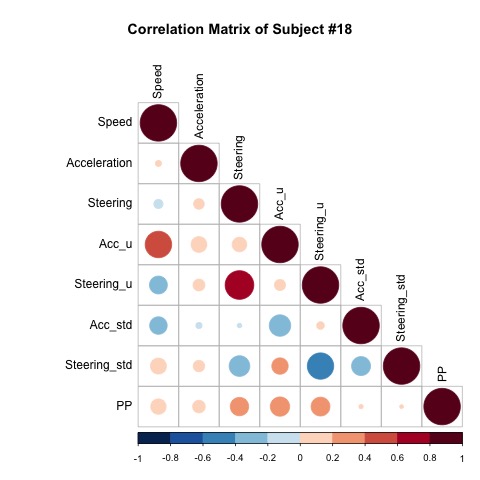 Correlation Matrix of Subject #18
Speed
Acceleration
Steering
Acc_u
Steering_u
Acc_std
Steering_std
PP
Speed
Acceleration
Steering
Acc_u
Steering_u
Acc_std
Steering_std
PP
-1 -0.8 -0.6 -0.4 -0.2 0 0.2 0.4 0.6 0.8 1